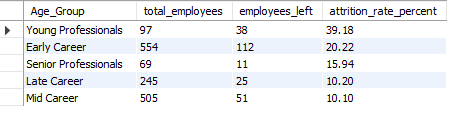 Age_Group total_employees employees_left attrition_rate_percent
Young Professionals 97 38 39.18
Early Career 554 112 20.22
Senior Professionals 69 11 15.94
Late Career 245 25 10.20
Mid Career 505 51 10.10